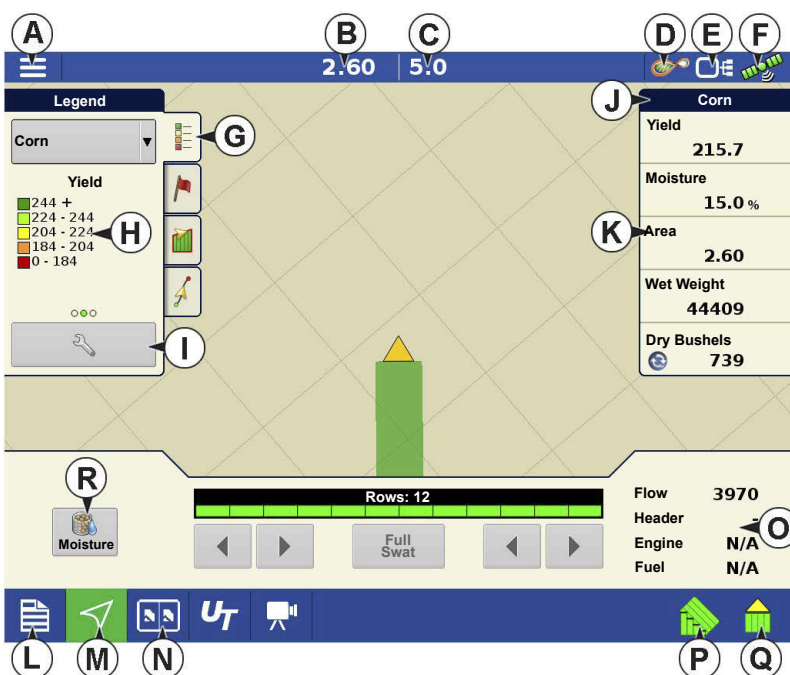 A
B
C
D
E
F
2.60
5.0
Legend
J
Corn
Corn
G
Yield
215.7
Yield
244 +
224 - 244
204 - 224
184 - 204
0 - 184
H
Moisture
15.0 %
K
Area
2.60
Wet Weight
44409
I
Dry Bushels
739
R
Moisture
Rows: 12
Full
Swat
Flow 3970
Header -
O
Engine N/A
Fuel N/A
UT
L
M
N
P
Q